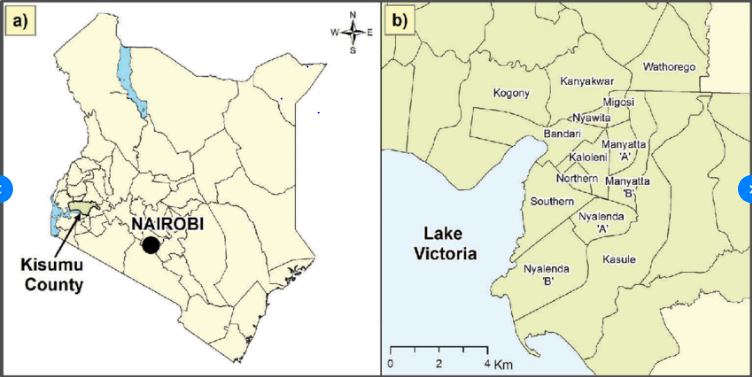 a)
N
W E
S
NAIROBI
Kisumu
County
b)
Wathorego
Kanyakwar
Kogony
Migosi
Nyawita
Bandari
Manyatta
'A'
Kaloleni
Northern
Manyatta
'B'
Southern
Nyalenda
'A'
Lake
Victoria
Kasule
Nyalenda
'B'
0 2 4 Km